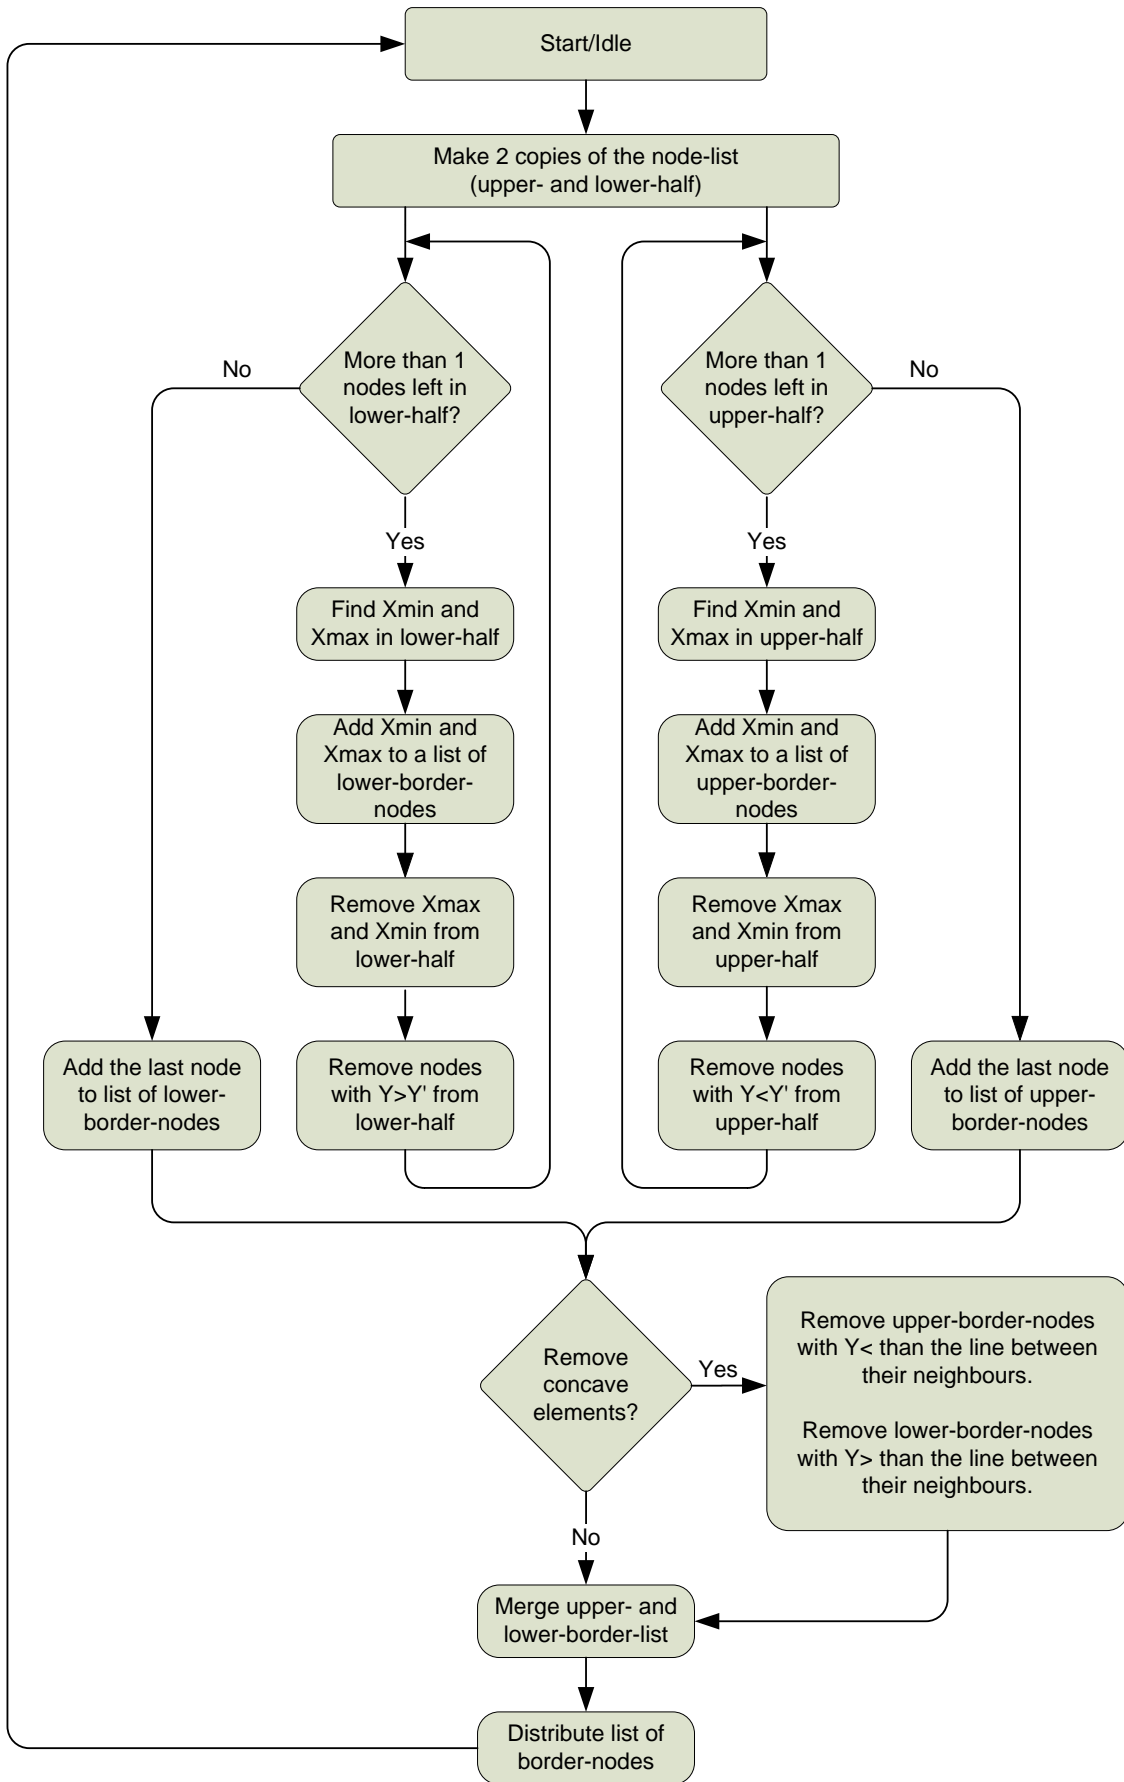 Start/Idle
Make 2 copies of the node-list
(upper- and lower-half)
No
More than 1
nodes left in
lower-half?
More than 1
nodes left in
upper-half?
No
Yes
Yes
Find Xmin and
Xmax in lower-half
Find Xmin and
Xmax in upper-half
Add Xmin and
Xmax to a list of
lower-border-
nodes
Add Xmin and
Xmax to a list of
upper-border-
nodes
Remove Xmax
and Xmin from
lower-half
Remove Xmax
and Xmin from
upper-half
Add the last node
to list of lower-
border-nodes
Remove nodes
with Y>Y' from
lower-half
Remove nodes
with Y<Y' from
upper-half
Add the last node
to list of upper-
border-nodes
Remove
concave
elements?
Yes
Remove upper-border-nodes
with Y< than the line between
their neighbours.
Remove lower-border-nodes
with Y> than the line between
their neighbours.
No
Merge upper- and
lower-border-list
Distribute list of
border-nodes